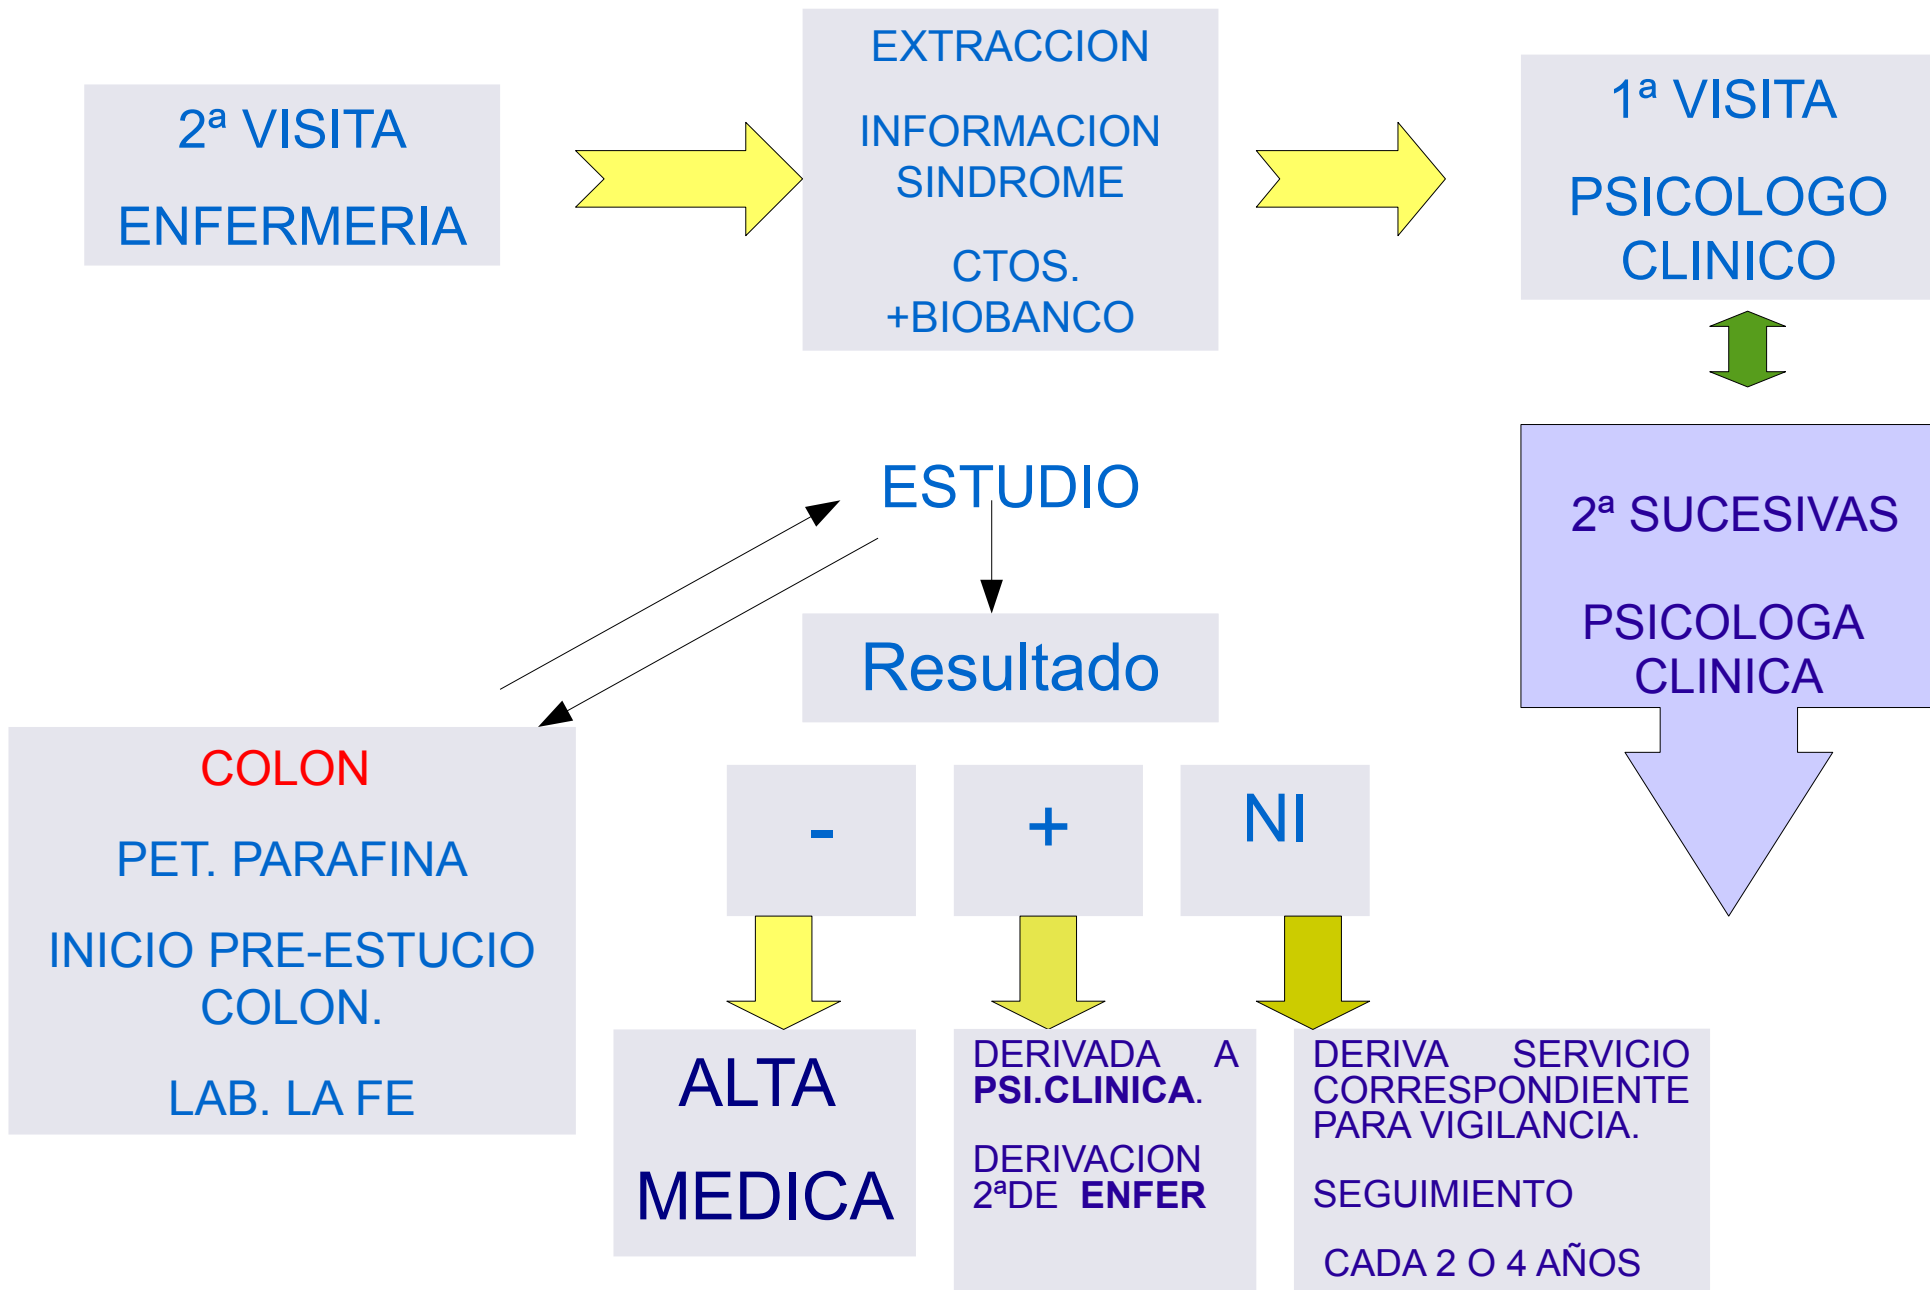 2ª VISITA
ENFERMERIA
EXTRACCION
INFORMACION
SINDROME
CTOS.
+BIOBANCO
1ª VISITA
PSICOLOGO
CLINICO
2ª SUCESIVAS
PSICOLOGA
CLINICA
ESTUDIO
Resultado
COLON
PET. PARAFINA
INICIO PRE-ESTUCIO
COLON.
LAB. LA FE
-
+
NI
ALTA
MEDICA
DERIVADA A
PSI.CLINICA.
DERIVACION
2ªDE ENFER
DERIVA SERVICIO
CORRESPONDIENTE
PARA VIGILANCIA.
SEGUIMIENTO
CADA 2 O 4 AÑOS